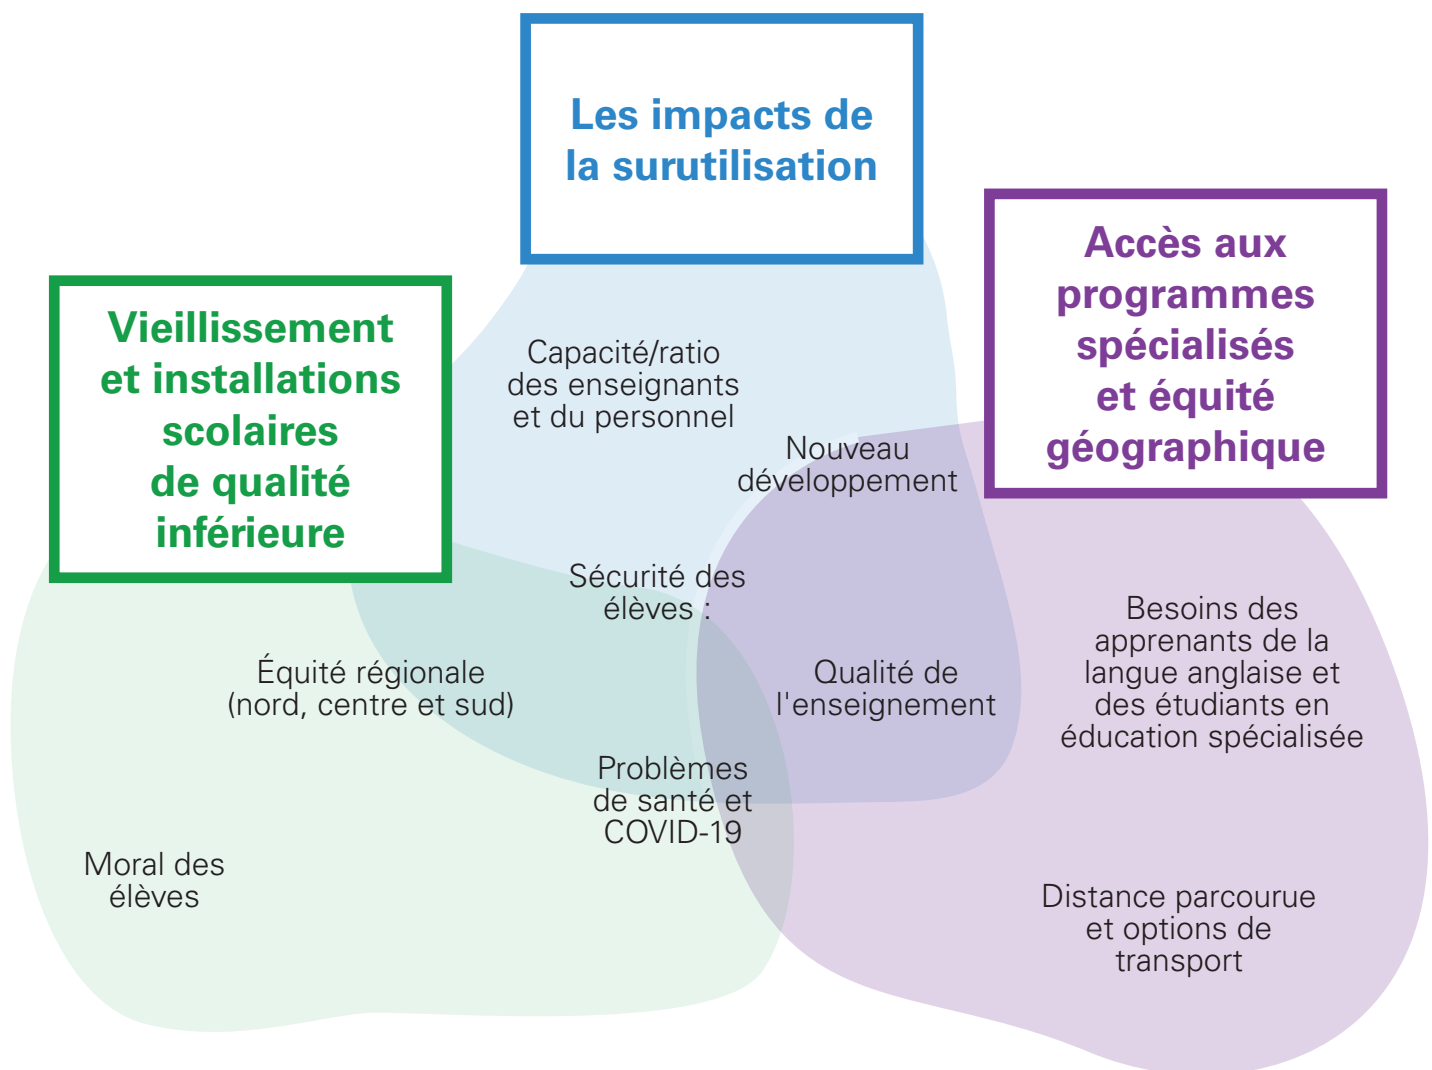 Les impacts de
la surutilisation
Accès aux
programmes
spécialisés
et équité
géographique
Vieillissement
et installations
scolaires
de qualité
inférieure
Capacité/ratio
des enseignants
et du personnel
Nouveau
développement
Sécurité des
élèves :
Besoins des
apprenants de la
langue anglaise et
des étudiants en
éducation spécialisée
Équité régionale
(nord, centre et sud)
Qualité de
l'enseignement
Problèmes
de santé et
COVID-19
Moral des
élèves
Distance parcourue
et options de
transport